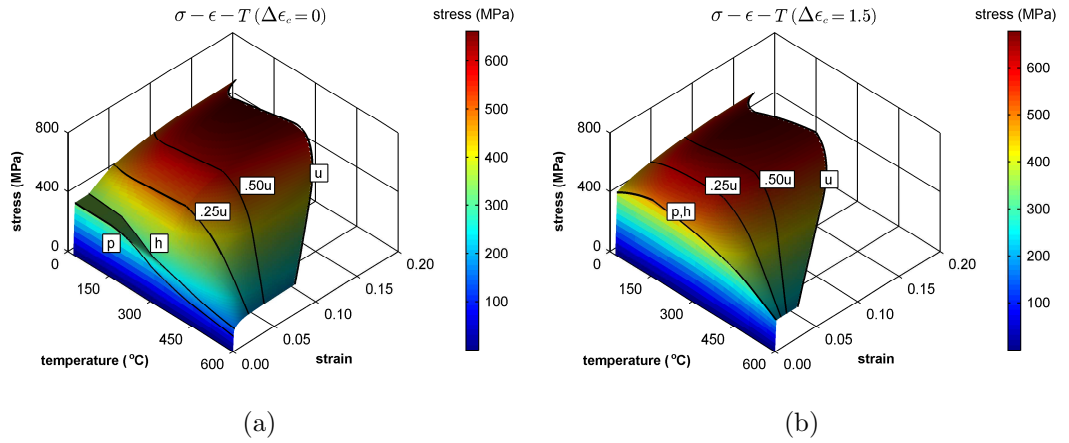 σ − ϵ − T (Δϵc = 0)
stress (MPa)
600
500
400
300
200
100
800
400
0
stress (MPa)
0
150
300
450
600
temperature (°C)
0.00
0.05
0.10
0.15
0.20
strain
p
h
.25u
.50u
u
(a)
σ − ϵ − T (Δϵc = 1.5)
stress (MPa)
600
500
400
300
200
100
800
400
0
stress (MPa)
0
150
300
450
600
temperature (°C)
0.00
0.05
0.10
0.15
0.20
strain
p,h
.25u
.50u
u
(b)